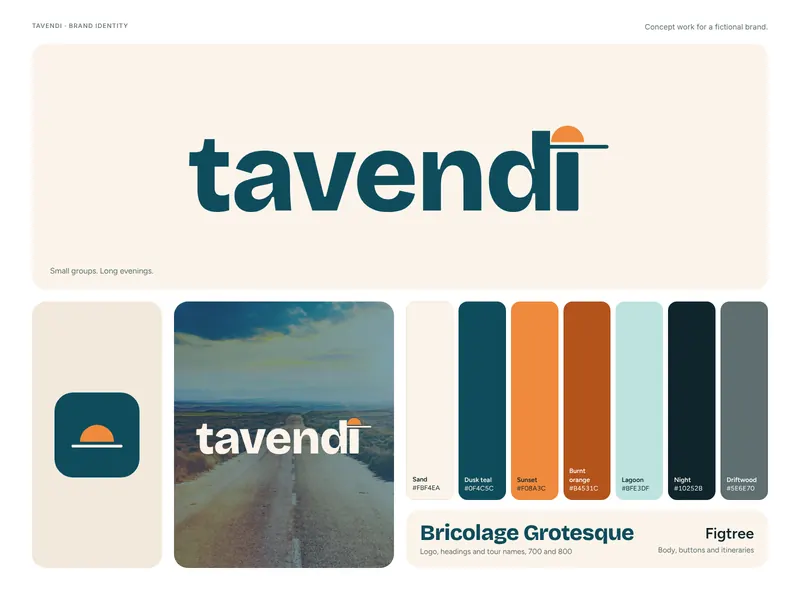 TAVENDI - BRAND IDENTITY
Concept work for a fictional brand.
tavendi
Small groups. Long evenings.
tavendi
Sand
#FBF4EA
Dusk teal
#0F4C5C
Sunset
#F08A3C
Burnt
orange
#B4531C
Lagoon
#BFE3DF
Night
#10252B
Driftwood
#5E6E70
Bricolage Grotesque
Logo, headings and tour names, 700 and 800
Figtree
Body, buttons and itineraries